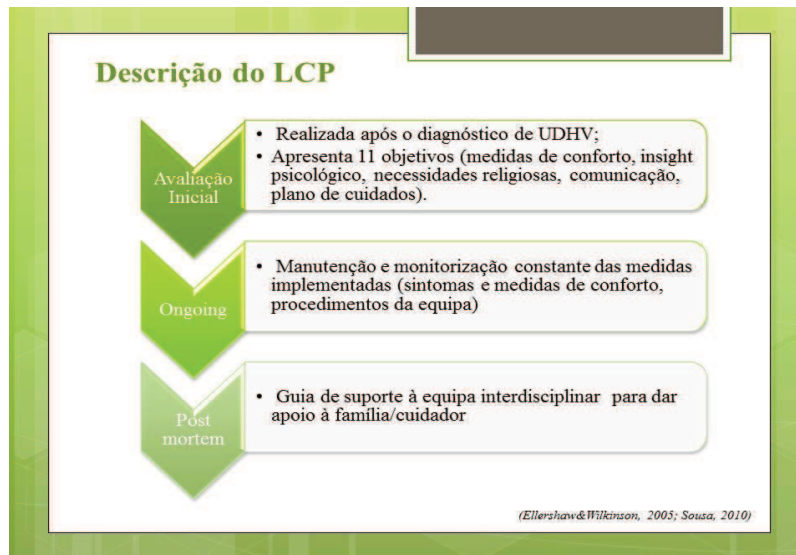 Descrição do LCP
Avaliação
Inicial
• Realizada após o diagnóstico de UDHV;
• Apresenta 11 objetivos (medidas de conforto, insight
psicológico, necessidades religiosas, comunicação,
plano de cuidados).
Ongoing
• Manutenção e monitorização constante das medidas
implementadas (sintomas e medidas de conforto,
procedimentos da equipa)
Post
mortem
• Guia de suporte à equipa interdisciplinar para dar
apoio à família/cuidador
(Ellershaw&Wilkinson, 2005; Sousa, 2010)